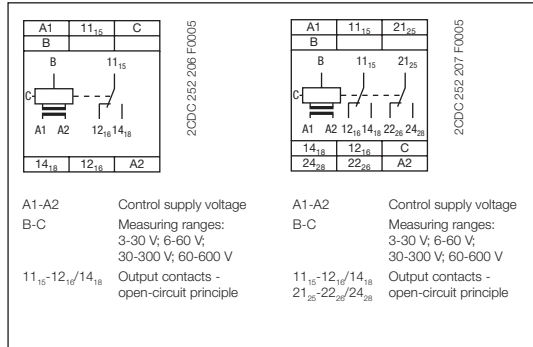 A1 11₁₅ C
B
B 11₁₅
C
A1 A2 12₁₆ 14₁₈
14₁₈ 12₁₆ A2
2CDC 252 206 F0005
A1-A2 Control supply voltage
B-C Measuring ranges:
3-30 V; 6-60 V;
30-300 V; 60-600 V
11₁₅-12₁₆/14₁₈ Output contacts -
open-circuit principle
A1 11₁₅ 21₂₅
B
B 11₁₅ 21₂₅
C
A1 A2 12₁₆ 14₁₈ 22₂₆ 24₂₈
14₁₈ 12₁₆ C
24₂₈ 22₂₆ A2
2CDC 252 207 F0005
A1-A2 Control supply voltage
B-C Measuring ranges:
3-30 V; 6-60 V;
30-300 V; 60-600 V
11₁₅-12₁₆/14₁₈ Output contacts -
21₂₅-22₂₆/24₂₈ open-circuit principle